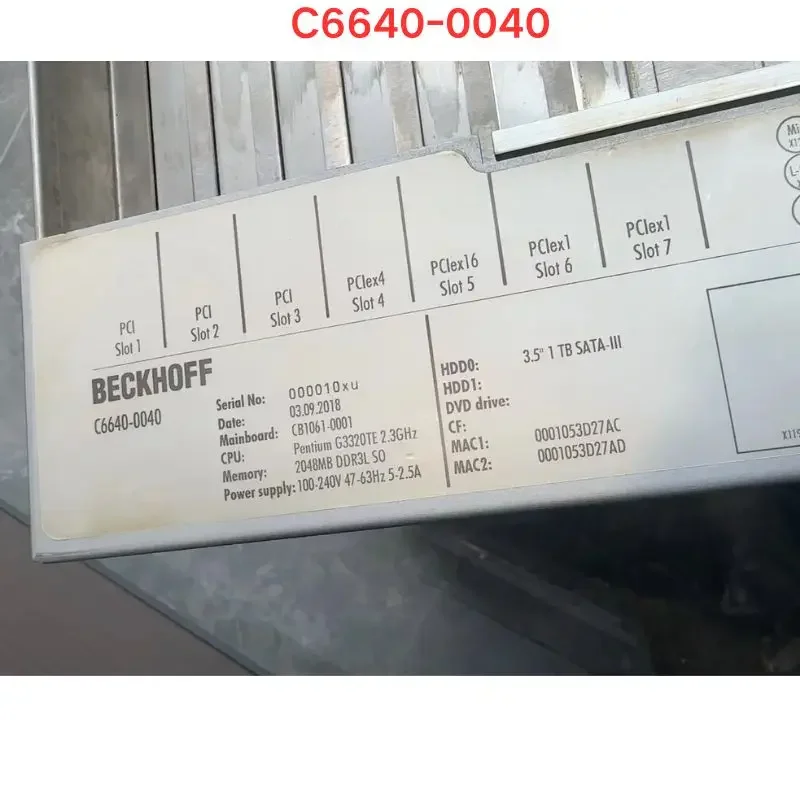 C6640-0040
PCI
Slot 1
PCI
Slot 2
PCI
Slot 3
PCIex4
Slot 4
PCIex16
Slot 5
PCIex1
Slot 6
PCIex1
Slot 7
BECKHOFF
C6640-0040
Serial No: 000010xu
Date: 03.09.2018
Mainboard: CB1061-0001
CPU: Pentium G3320TE 2.3GHz
Memory: 2048MB DDR3L SO
Power supply: 100-240V 47-63Hz 5-2.5A
HDD0: 3.5" 1 TB SATA-III
HDD1:
DVD drive:
CF:
MAC1: 0001053D27AC
MAC2: 0001053D27AD